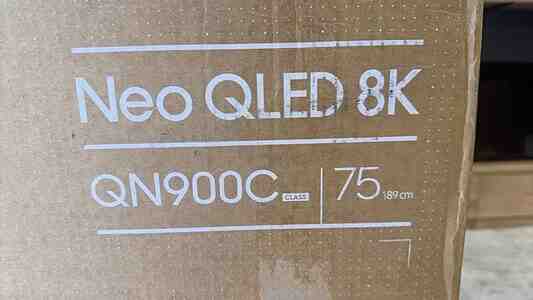 Neo QLED 8K
QN900C CLASS 75 189 cm